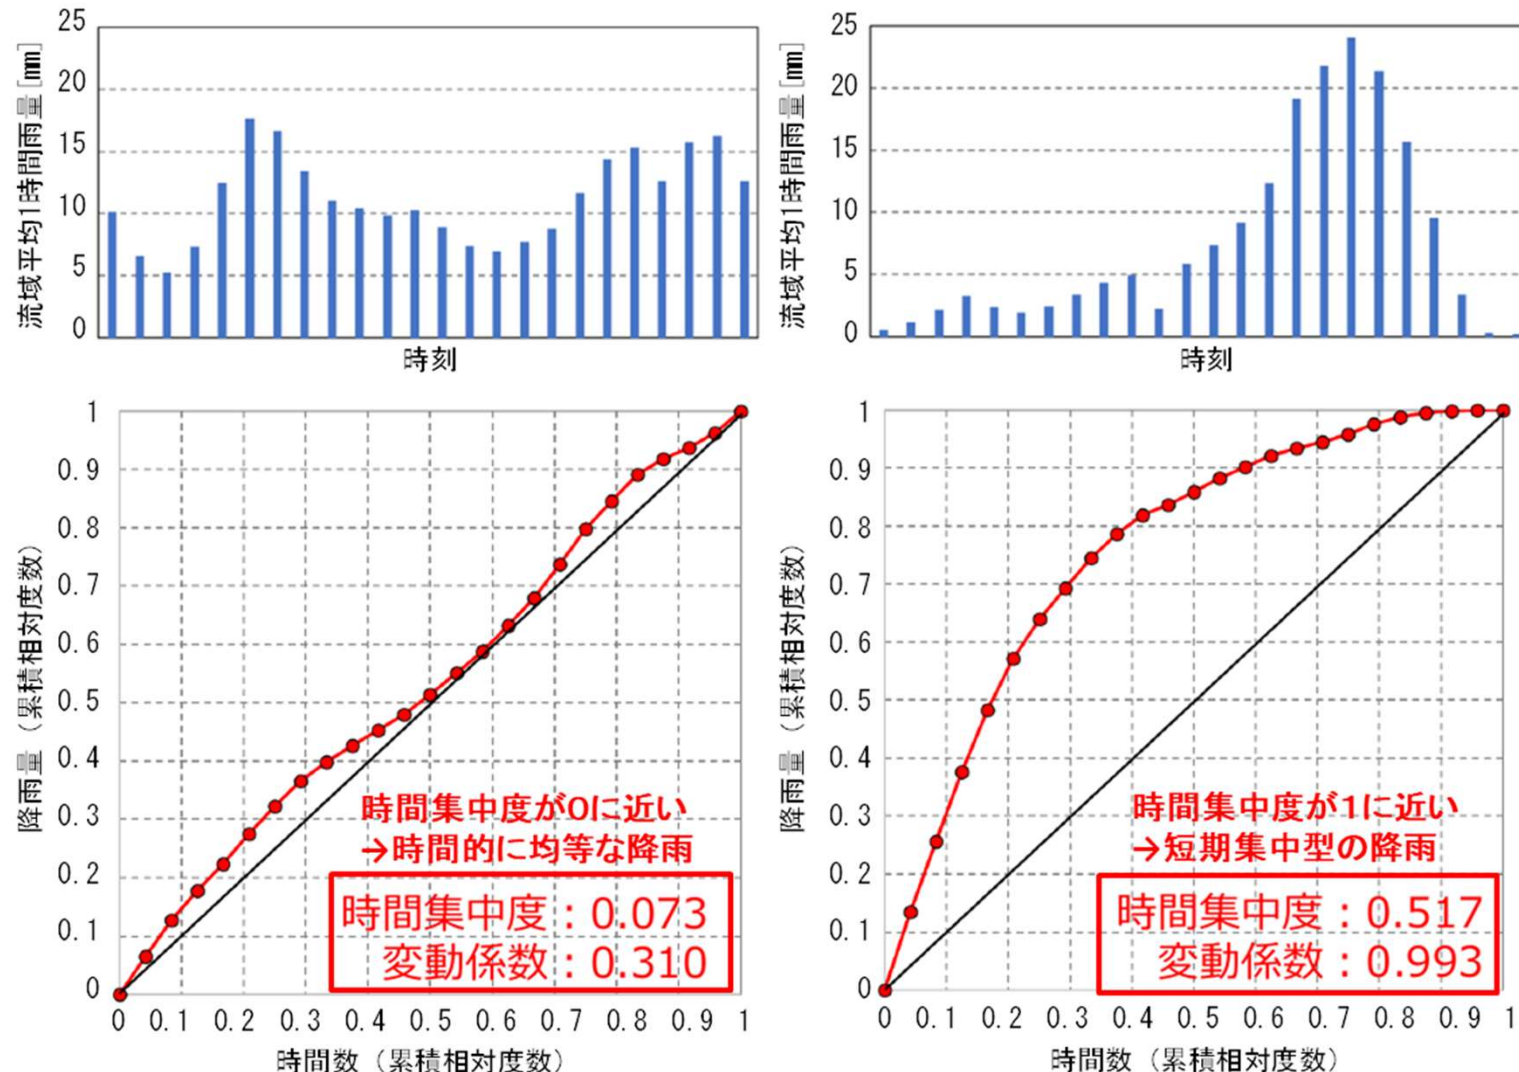 流域平均1時間雨量[mm]
25
20
15
10
5
0
時刻
流域平均1時間雨量[mm]
25
20
15
10
5
0
時刻
降雨量（累積相対度数）
1
0.9
0.8
0.7
0.6
0.5
0.4
0.3
0.2
0.1
0
時間集中度が0に近い
→時間的に均等な降雨
時間集中度：0.073
変動係数：0.310
0 0.1 0.2 0.3 0.4 0.5 0.6 0.7 0.8 0.9 1
時間数（累積相対度数）
降雨量（累積相対度数）
1
0.9
0.8
0.7
0.6
0.5
0.4
0.3
0.2
0.1
0
時間集中度が1に近い
→短期集中型の降雨
時間集中度：0.517
変動係数：0.993
0 0.1 0.2 0.3 0.4 0.5 0.6 0.7 0.8 0.9 1
時間数（累積相対度数）